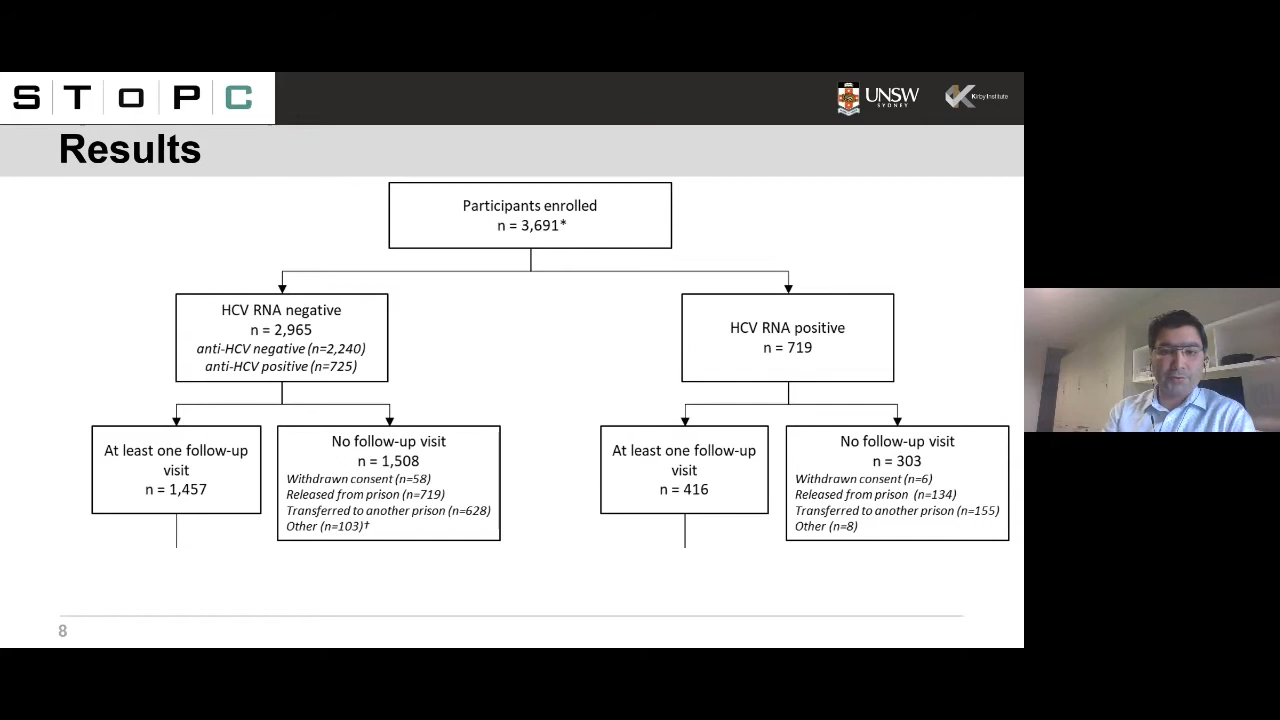 STOPC
UNSW
SYDNEY
Kirby Institute
Results
Participants enrolled
n = 3,691*
HCV RNA negative
n = 2,965
anti-HCV negative (n=2,240)
anti-HCV positive (n=725)
HCV RNA positive
n = 719
At least one follow-up
visit
n = 1,457
No follow-up visit
n = 1,508
Withdrawn consent (n=58)
Released from prison (n=719)
Transferred to another prison (n=628)
Other (n=103)†
At least one follow-up
visit
n = 416
No follow-up visit
n = 303
Withdrawn consent (n=6)
Released from prison (n=134)
Transferred to another prison (n=155)
Other (n=8)
8